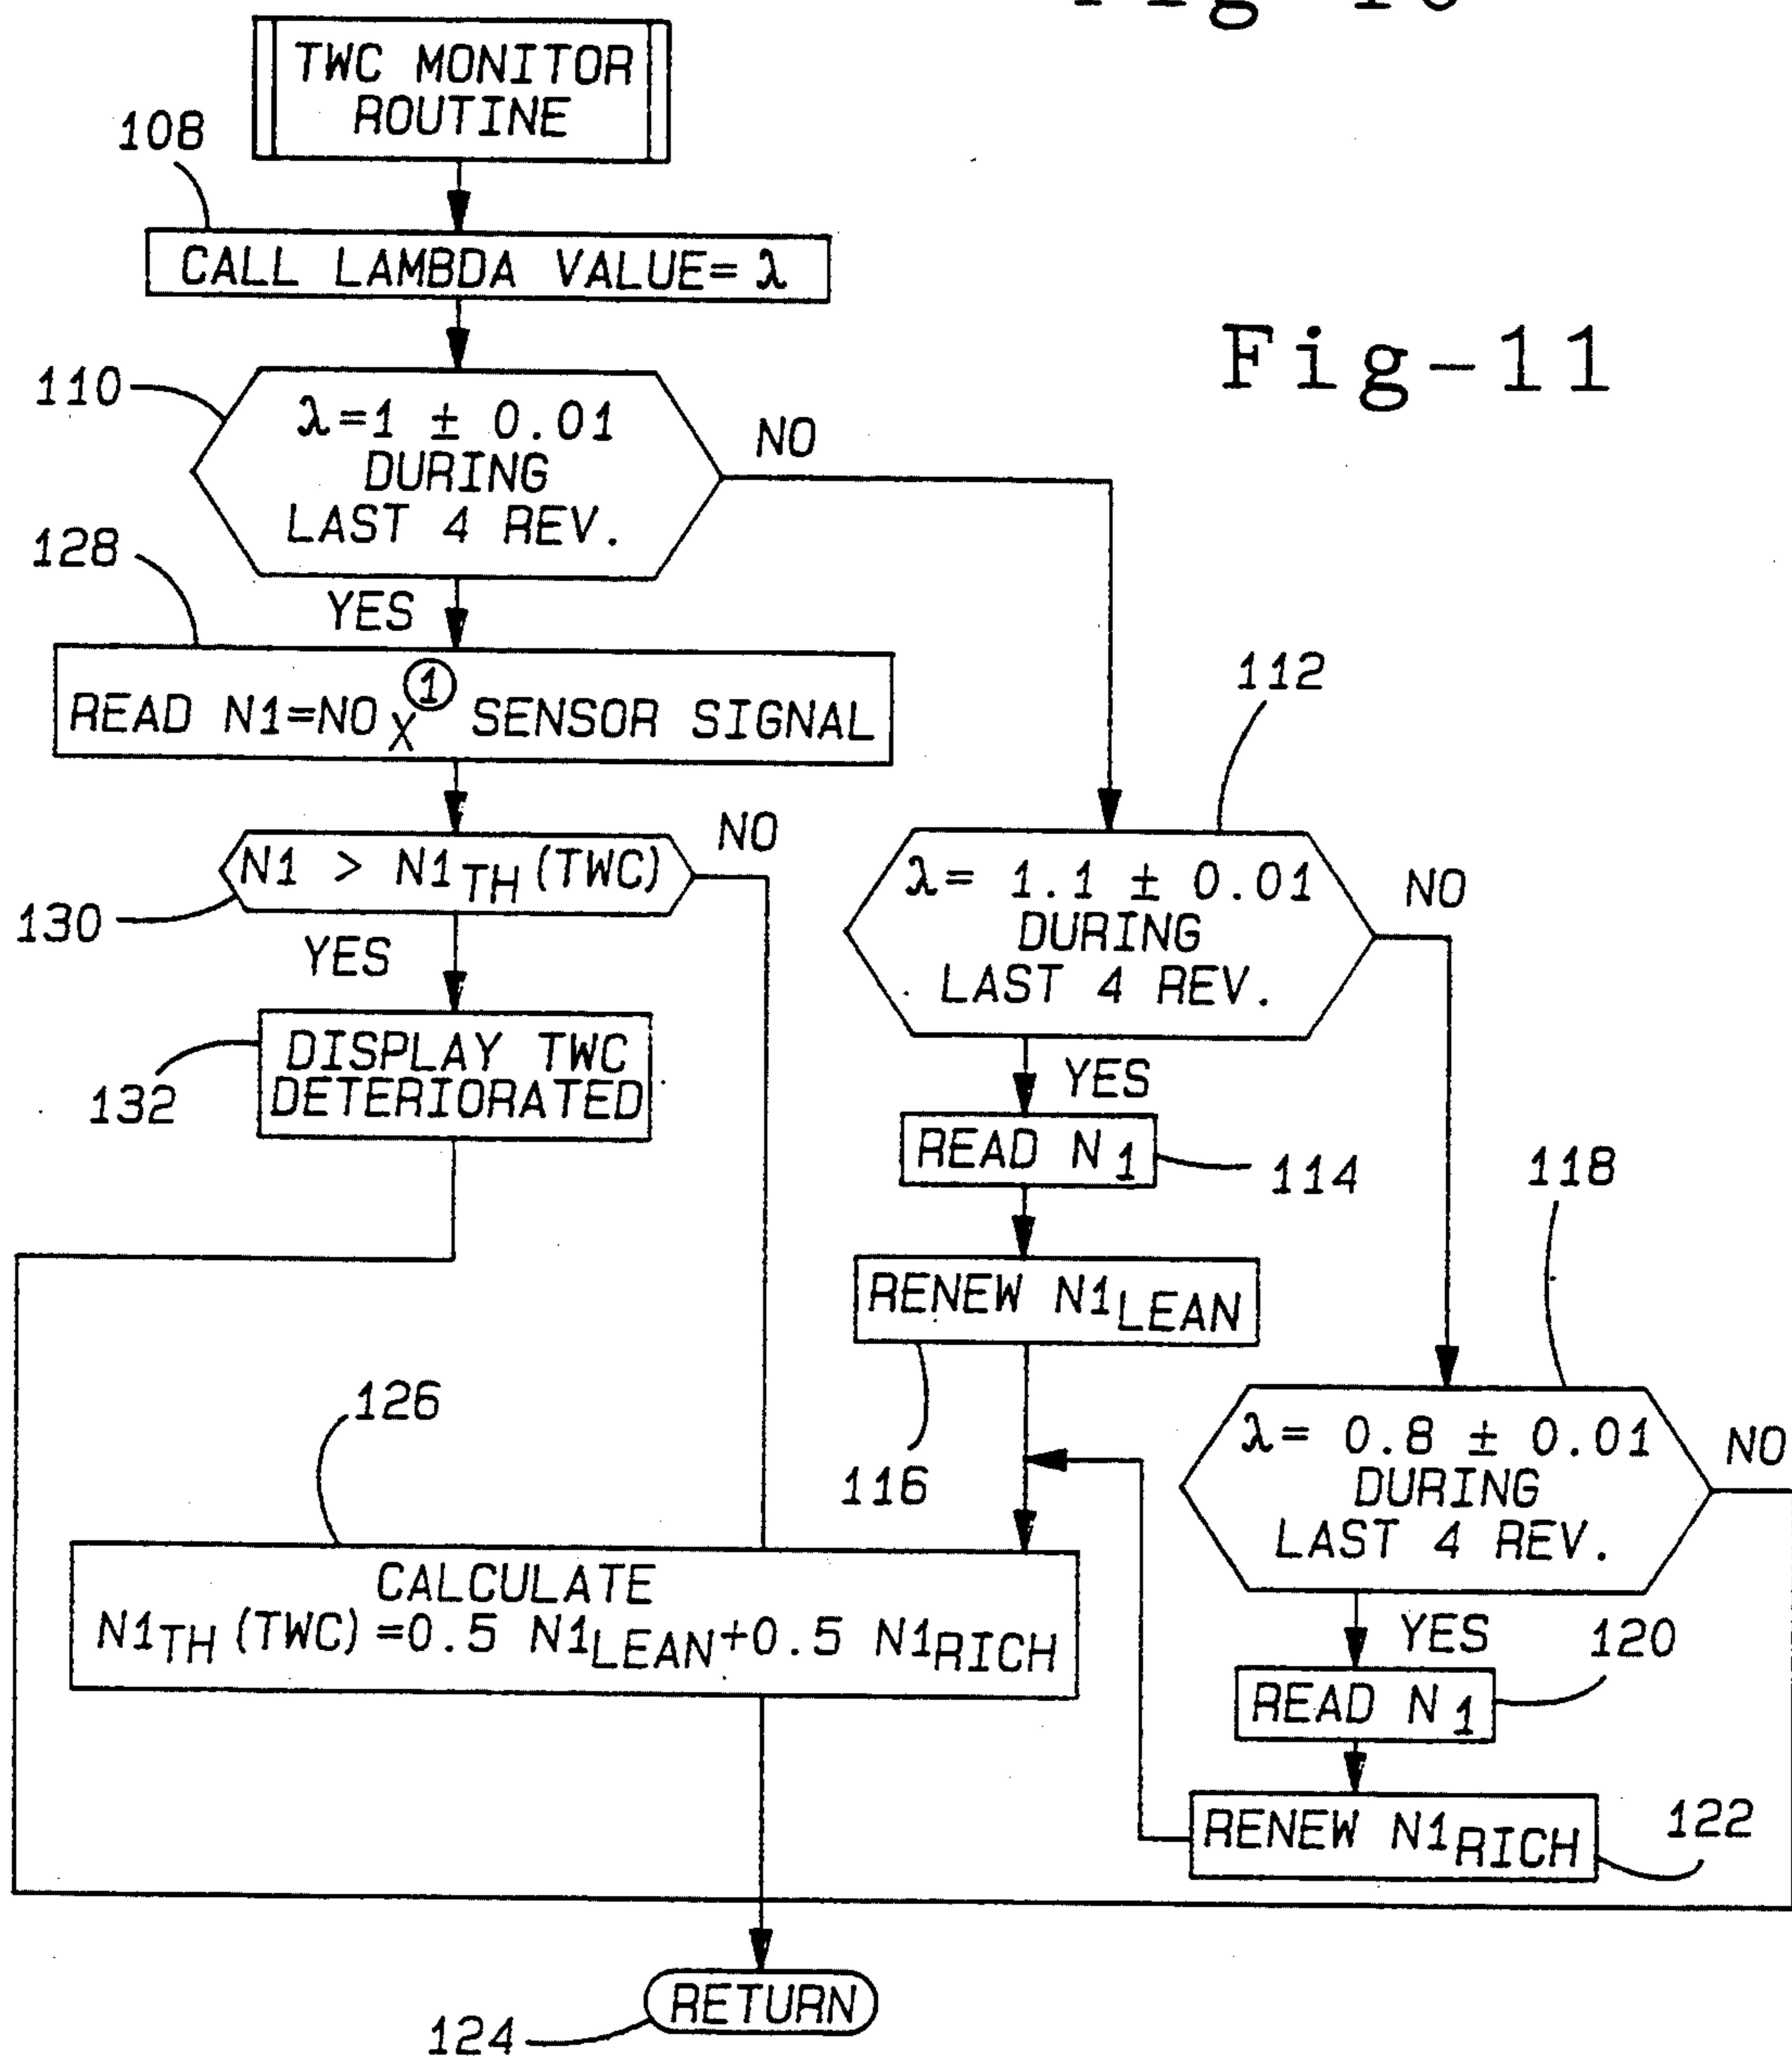 TWC MONITOR
ROUTINE
108
CALL LAMBDA VALUE= λ
Fig-11
110
λ=1 ± 0.01
DURING
LAST 4 REV.
NO
128
YES
READ N1=NOX① SENSOR SIGNAL
112
N1 > N1TH (TWC)
NO
130
YES
λ= 1.1 ± 0.01
DURING
LAST 4 REV.
NO
DISPLAY TWC
DETERIORATED
132
YES
READ N1
114
118
RENEW N1LEAN
116
126
λ= 0.8 ± 0.01
DURING
LAST 4 REV.
NO
CALCULATE
N1TH (TWC)=0.5 N1LEAN+0.5 N1RICH
YES
120
READ N1
RENEW N1RICH
122
RETURN
124